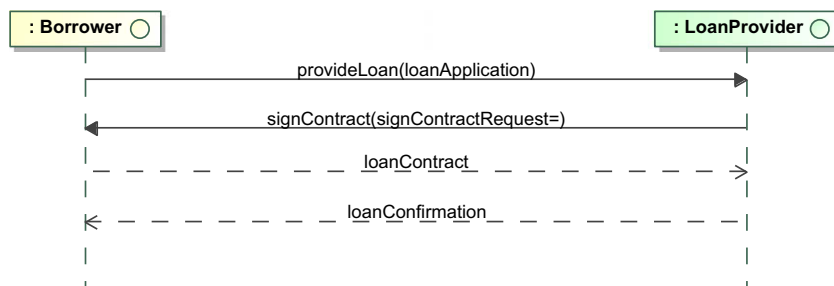 : Borrower
: LoanProvider
provideLoan(loanApplication)
signContract(signContractRequest=)
loanContract
loanConfirmation